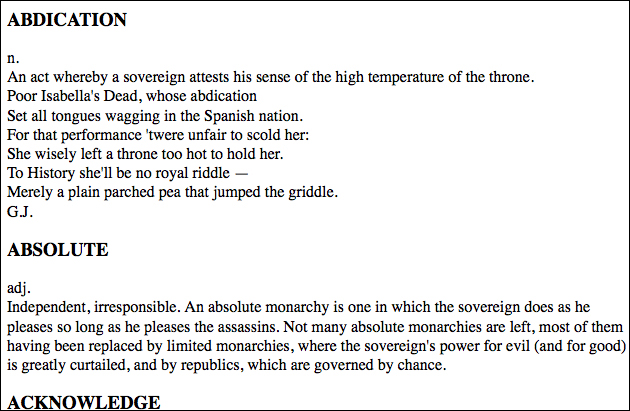 ABDICATION
n.
An act whereby a sovereign attests his sense of the high temperature of the throne.
Poor Isabella's Dead, whose abdication
Set all tongues wagging in the Spanish nation.
For that performance 'twere unfair to scold her:
She wisely left a throne too hot to hold her.
To History she'll be no royal riddle —
Merely a plain parched pea that jumped the griddle.
G.J.
ABSOLUTE
adj.
Independent, irresponsible. An absolute monarchy is one in which the sovereign does as he
pleases so long as he pleases the assassins. Not many absolute monarchies are left, most of them
having been replaced by limited monarchies, where the sovereign's power for evil (and for good)
is greatly curtailed, and by republics, which are governed by chance.
ACKNOWLEDGE